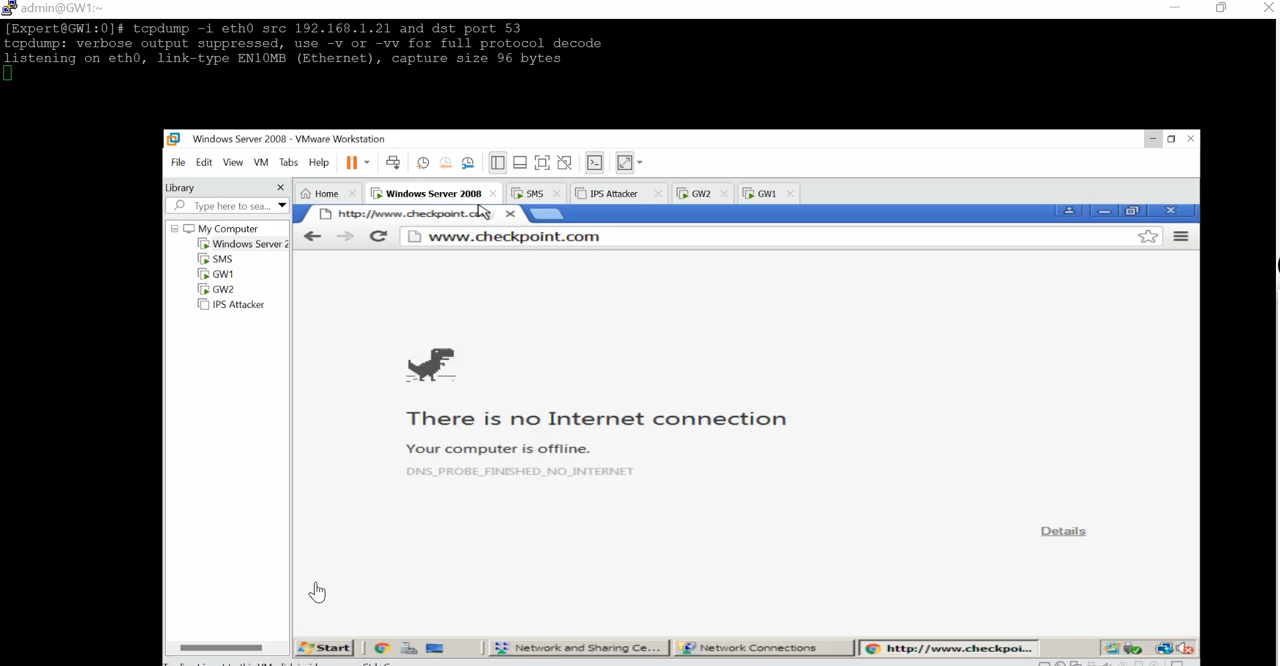 admin@GW1:~
[Expert@GW1:0]# tcpdump -i eth0 src 192.168.1.21 and dst port 53
tcpdump: verbose output suppressed, use -v or -vv for full protocol decode
listening on eth0, link-type EN10MB (Ethernet), capture size 96 bytes
Windows Server 2008 - VMware Workstation
File Edit View VM Tabs Help
Library
Home Windows Server 2008 SMS IPS Attacker GW2 GW1
Type here to sea...
http://www.checkpoint.c
My Computer
www.checkpoint.com
Windows Server 2
SMS
GW1
GW2
IPS Attacker
There is no Internet connection
Your computer is offline.
DNS_PROBE_FINISHED_NO_INTERNET
Details
Start Network and Sharing Ce... Network Connections http://www.checkpoi...